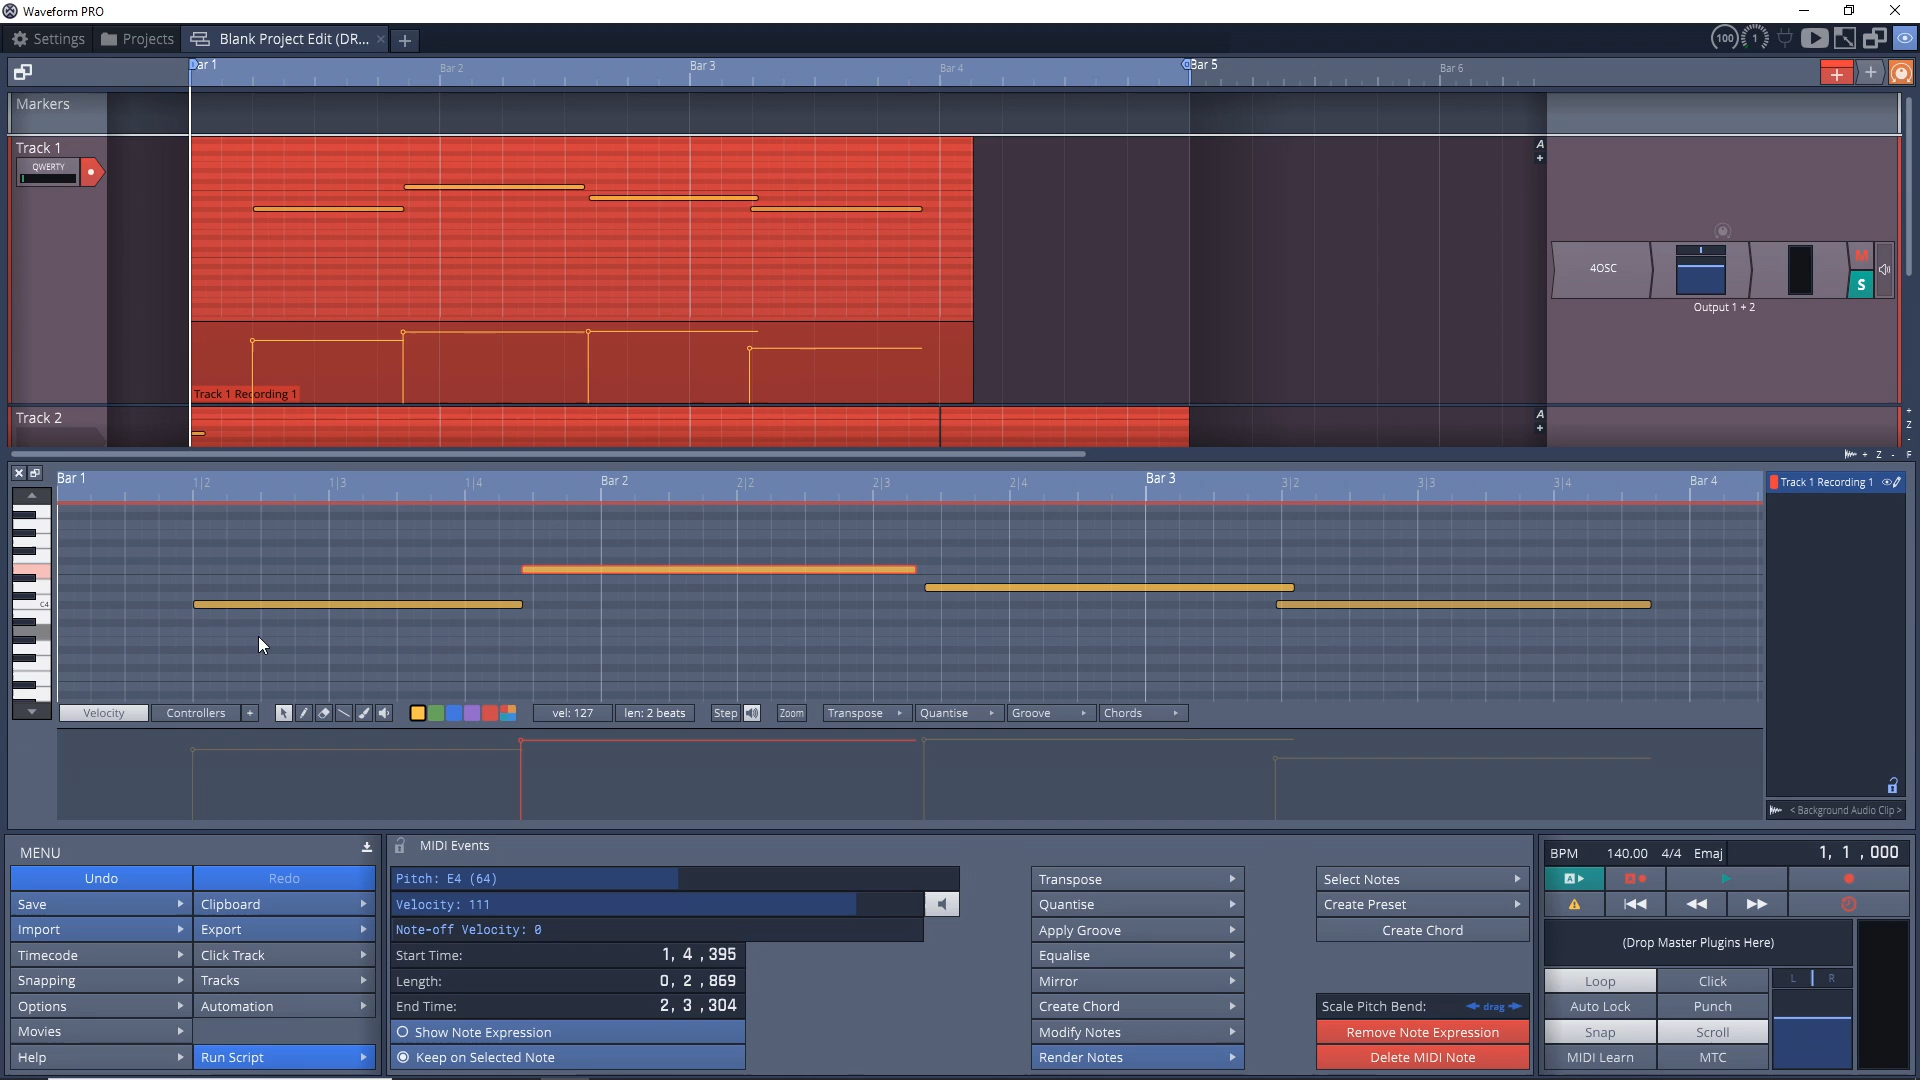 Waveform PRO
Settings
Projects
Blank Project Edit (DR...
100
1
Bar 1
Bar 2
Bar 3
Bar 4
Bar 5
Bar 6
Markers
Track 1
QWERTY
A
4OSC
M
S
Output 1 + 2
Track 1 Recording 1
Track 2
A
+ Z - F
Bar 1
1|2
1|3
1|4
Bar 2
2|2
2|3
2|4
Bar 3
3|2
3|3
3|4
Bar 4
Track 1 Recording 1
C4
Velocity
Controllers
+
vel: 127
len: 2 beats
Step
Zoom
Transpose
Quantise
Groove
Chords
< Background Audio Clip >
MENU
Undo
Redo
Save
Clipboard
Import
Export
Timecode
Click Track
Snapping
Tracks
Options
Automation
Movies
Help
Run Script
MIDI Events
Pitch: E4 (64)
Velocity: 111
Note-off Velocity: 0
Start Time: 1, 4 ,395
Length: 0, 2 ,869
End Time: 2, 3 ,304
Show Note Expression
Keep on Selected Note
Transpose
Quantise
Apply Groove
Equalise
Mirror
Create Chord
Modify Notes
Render Notes
Select Notes
Create Preset
Create Chord
Scale Pitch Bend: drag
Remove Note Expression
Delete MIDI Note
BPM 140.00 4/4 Emaj 1, 1 ,000
A
A
(Drop Master Plugins Here)
Loop
Click
L R
Auto Lock
Punch
Snap
Scroll
MIDI Learn
MTC